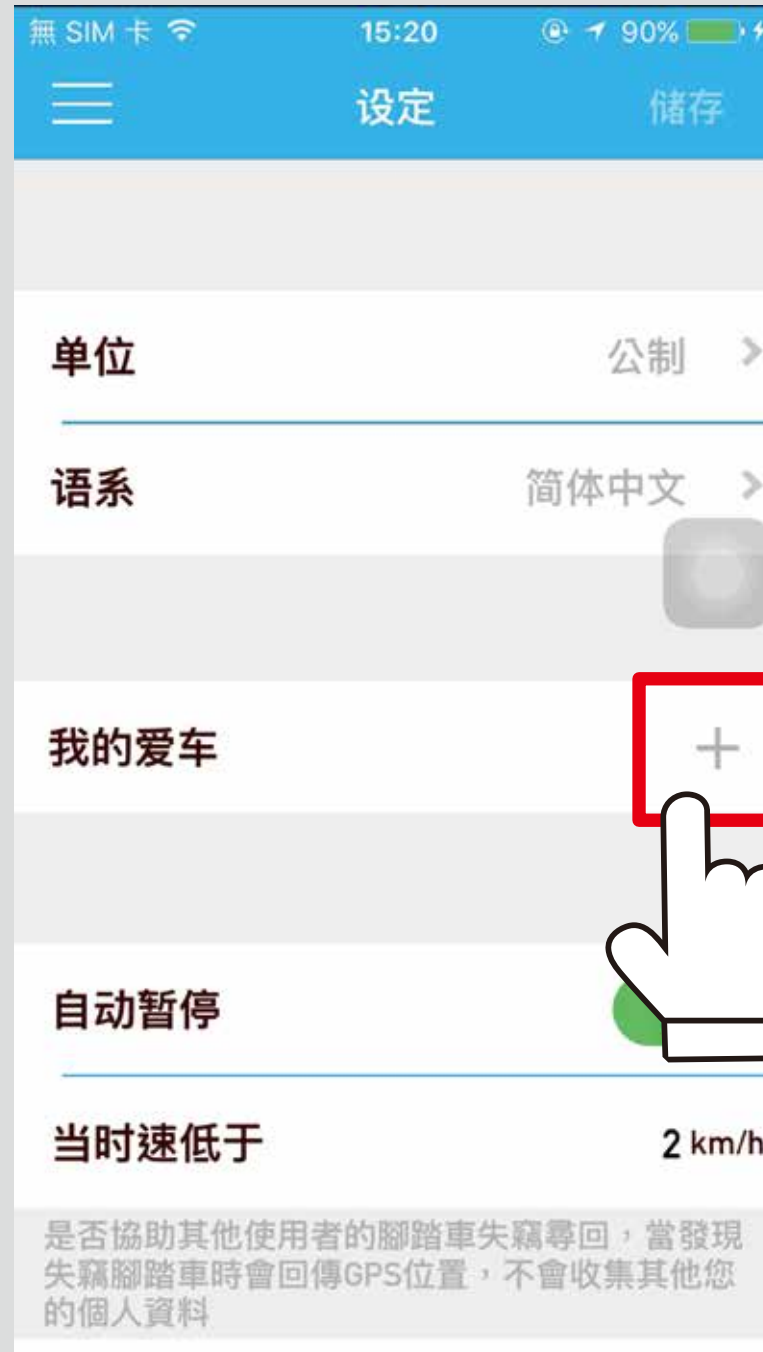 無 SIM 卡 15:20 90%
设定 储存
单位 公制
语系 简体中文
我的爱车
自动暂停
当时速低于 2 km/h
是否協助其他使用者的腳踏車失竊尋回，當發現
失竊腳踏車時會回傳GPS位置，不會收集其他您
的個人資料